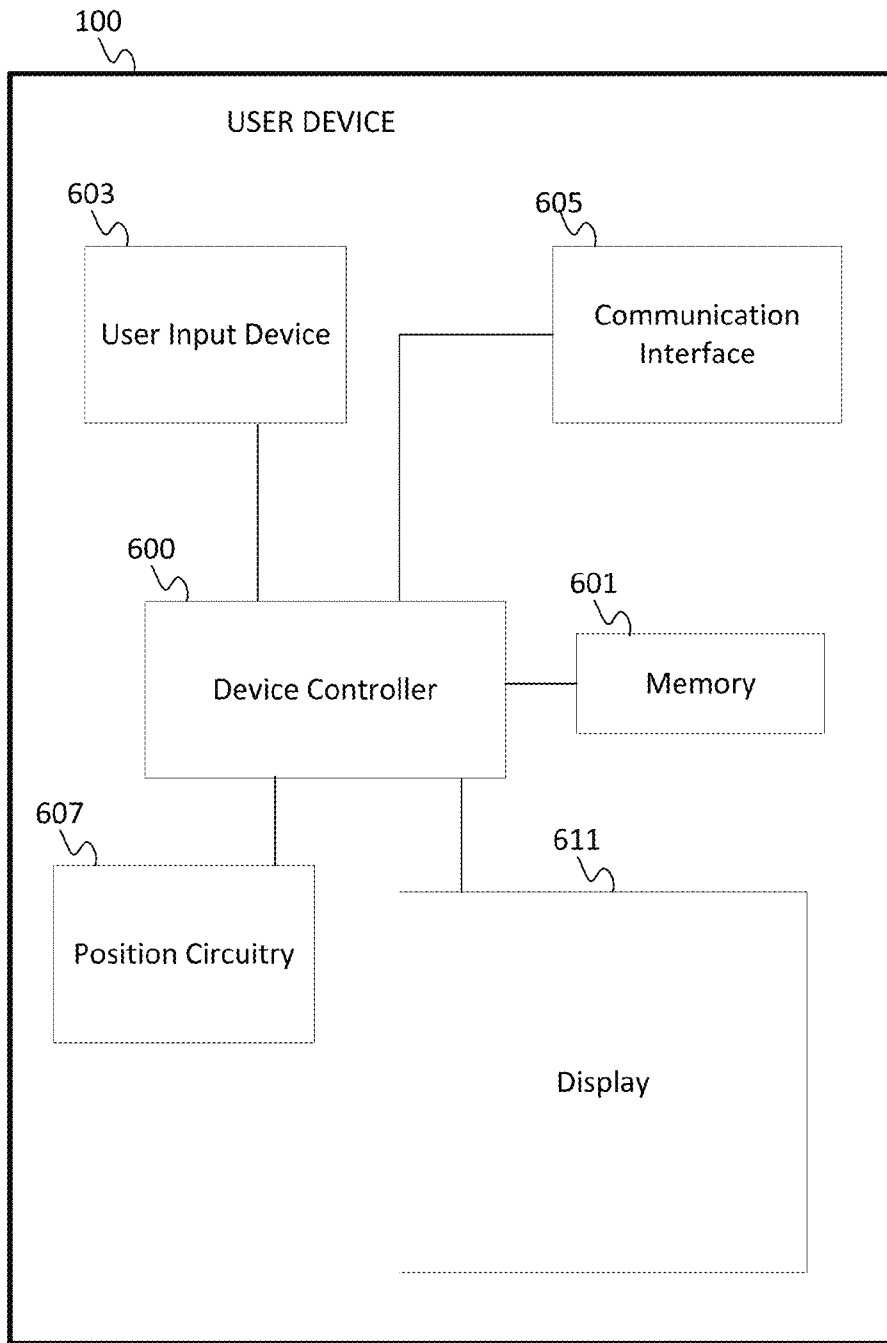 100
USER DEVICE
603
User Input Device
605
Communication
Interface
600
Device Controller
601
Memory
607
Position Circuitry
611
Display